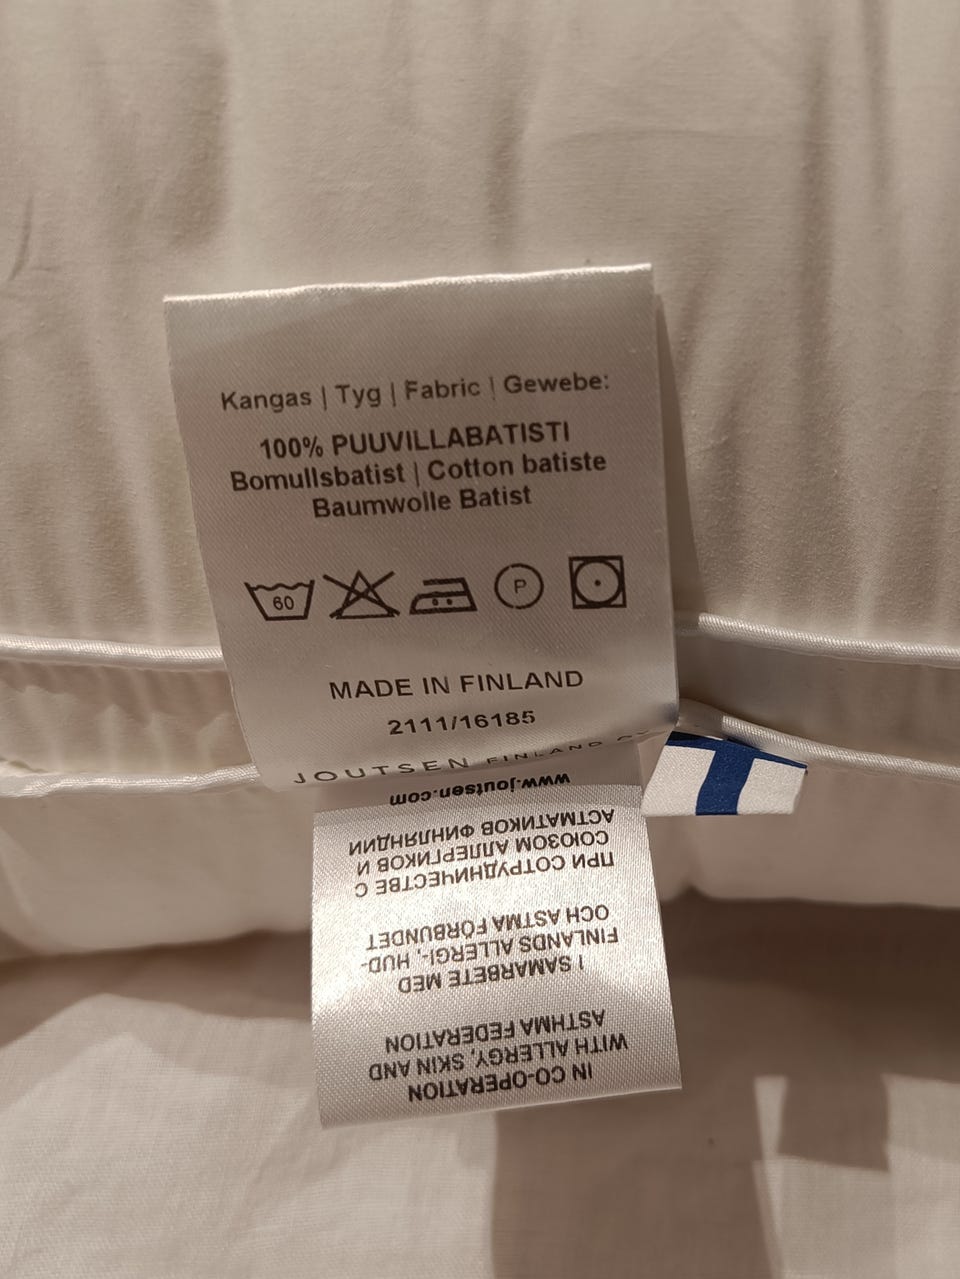 Kangas | Tyg | Fabric | Gewebe:
100% PUUVILLABATISTI
Bomullsbatist | Cotton batiste
Baumwolle Batist
60
P
MADE IN FINLAND
2111/16185
JOUTSEN FINLAND OY
IN CO-OPERATION
WITH ALLERGY, SKIN AND
ASTHMA FEDERATION
I SAMARBETE MED
FINLANDS ALLERGI-, HUD-
OCH ASTMA FÖRBUNDET
ПРИ СОТРУДНИЧЕСТВЕ С
СОЮЗОМ АЛЛЕРГИКОВ И
АСТМАТИКОВ ФИНЛЯНДИИ
www.joutsen.com